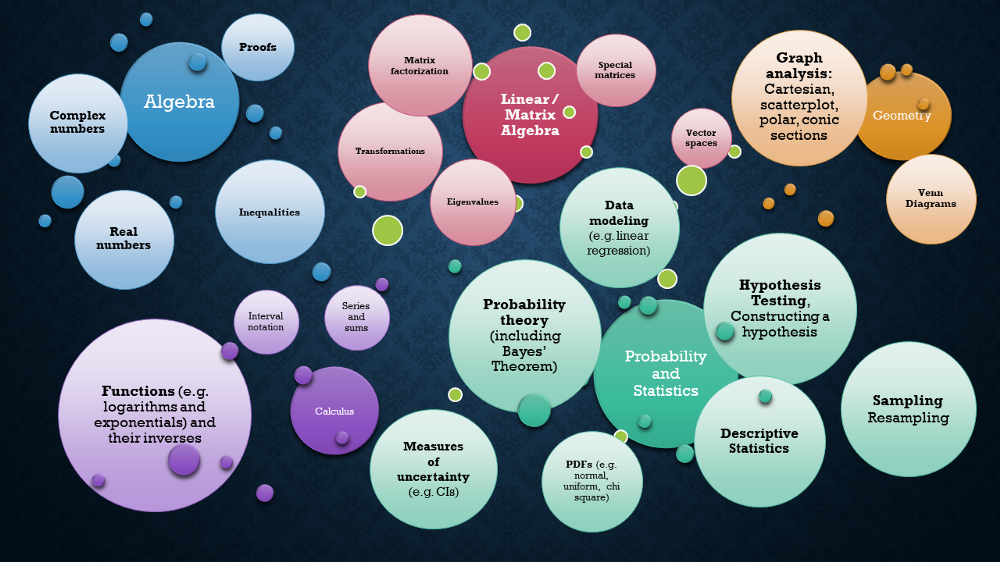 Proofs
Algebra
Complex
numbers
Real
numbers
Inequalities
Matrix
factorization
Linear /
Matrix
Algebra
Special
matrices
Transformations
Eigenvalues
Vector
spaces
Graph
analysis:
Cartesian,
scatterplot,
polar, conic
sections
Geometry
Venn
Diagrams
Data
modeling
(e.g. linear
regression)
Interval
notation
Series
and
sums
Functions (e.g.
logarithms and
exponentials) and
their inverses
Calculus
Probability
theory
(including
Bayes'
Theorem)
Probability
and
Statistics
Hypothesis
Testing,
Constructing a
hypothesis
Measures
of
uncertainty
(e.g. CIs)
PDFs (e.g.
normal,
uniform, chi
square)
Descriptive
Statistics
Sampling
Resampling